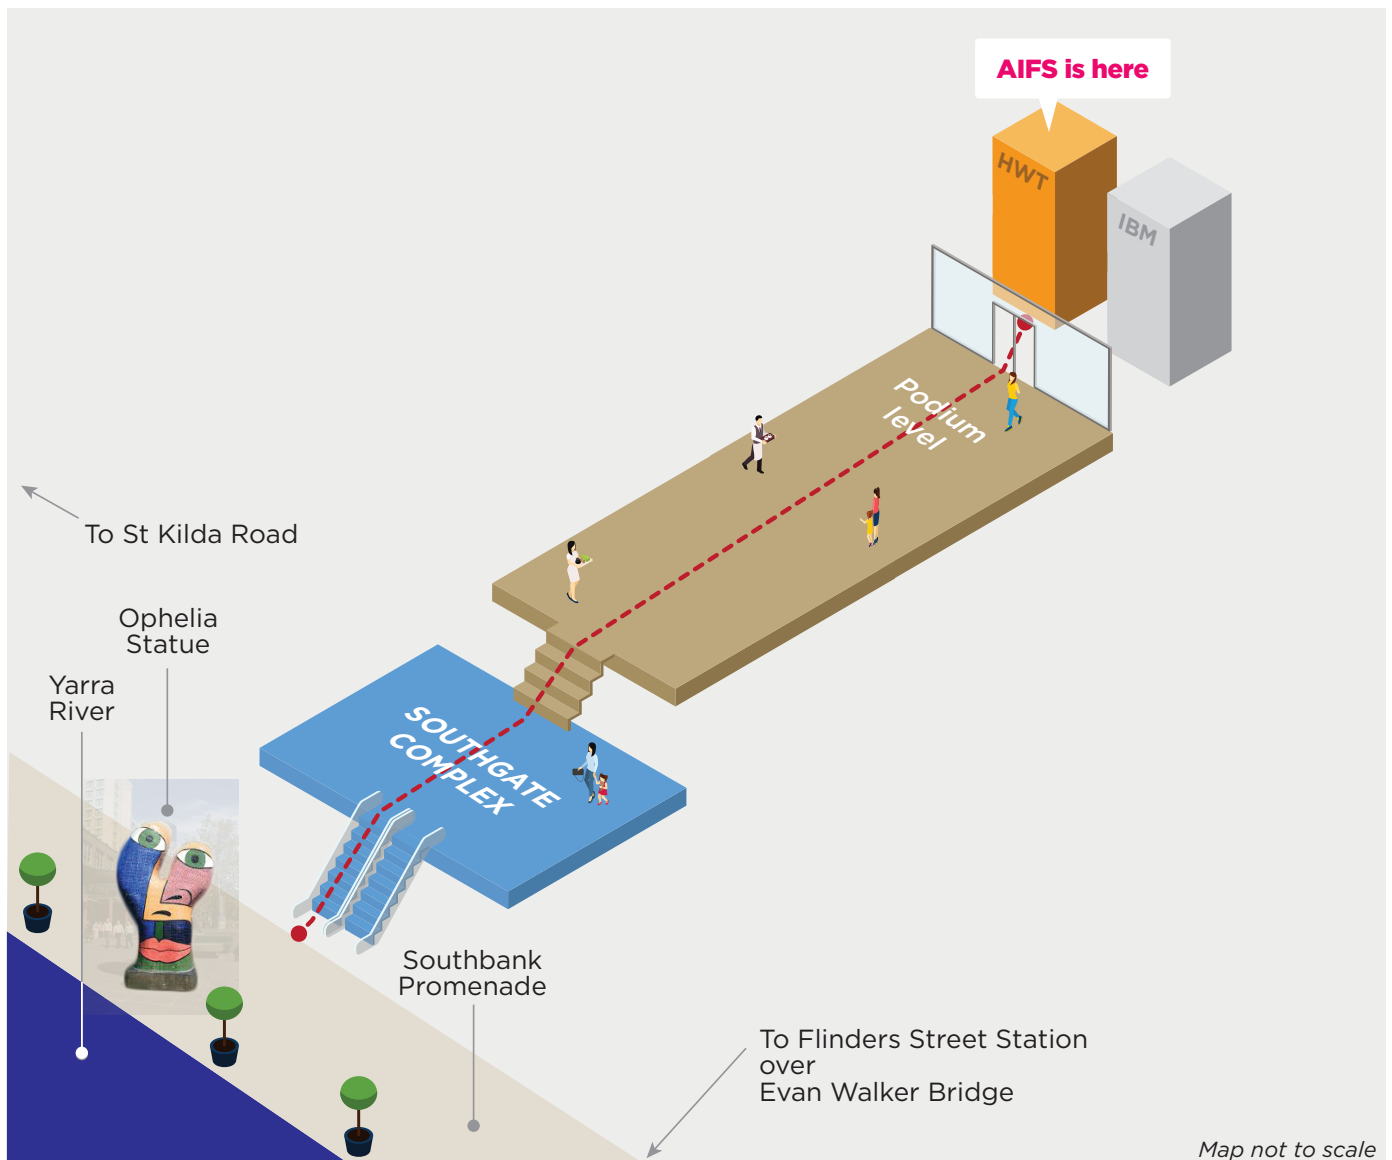 AIFS is here
HWT
IBM
Podium
level
To St Kilda Road
Ophelia
Statue
Yarra
River
SOUTHGATE
COMPLEX
Southbank
Promenade
To Flinders Street Station
over
Evan Walker Bridge
Map not to scale